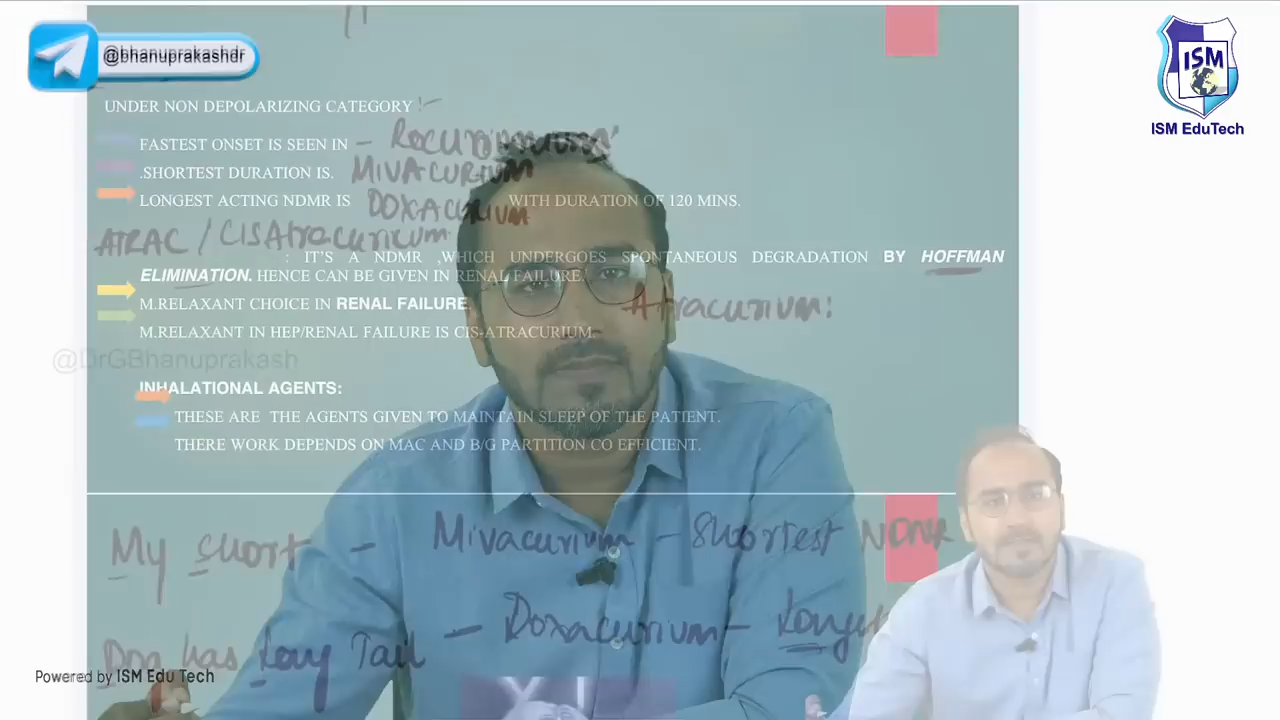 @bhanuprakashdr
ISM
ISM EduTech
UNDER NON DEPOLARIZING CATEGORY :-
FASTEST ONSET IS SEEN IN -
.SHORTEST DURATION IS. MIVACURIUM
LONGEST ACTING NDMR IS DOXACURIUM WITH DURATION OF 120 MINS.
ATRAC / CISAtracuricum
: IT’S A NDMR ,WHICH UNDERGOES SPONTANEOUS DEGRADATION BY HOFFMAN
ELIMINATION. HENCE CAN BE GIVEN IN RENAL FAILURE.
M.RELAXANT CHOICE IN RENAL FAILURE Atracurium:
M.RELAXANT IN HEP/RENAL FAILURE IS CIS-ATRACURIUM.
@DrGBhanuprakash
INHALATIONAL AGENTS:
THESE ARE THE AGENTS GIVEN TO MAINTAIN SLEEP OF THE PATIENT.
THERE WORK DEPENDS ON MAC AND B/G PARTITION CO EFFICIENT.
My short - Mivacurium - Shortest NDMR
Dog has Long Tail - Doxacurium -
Powered by ISM Edu Tech